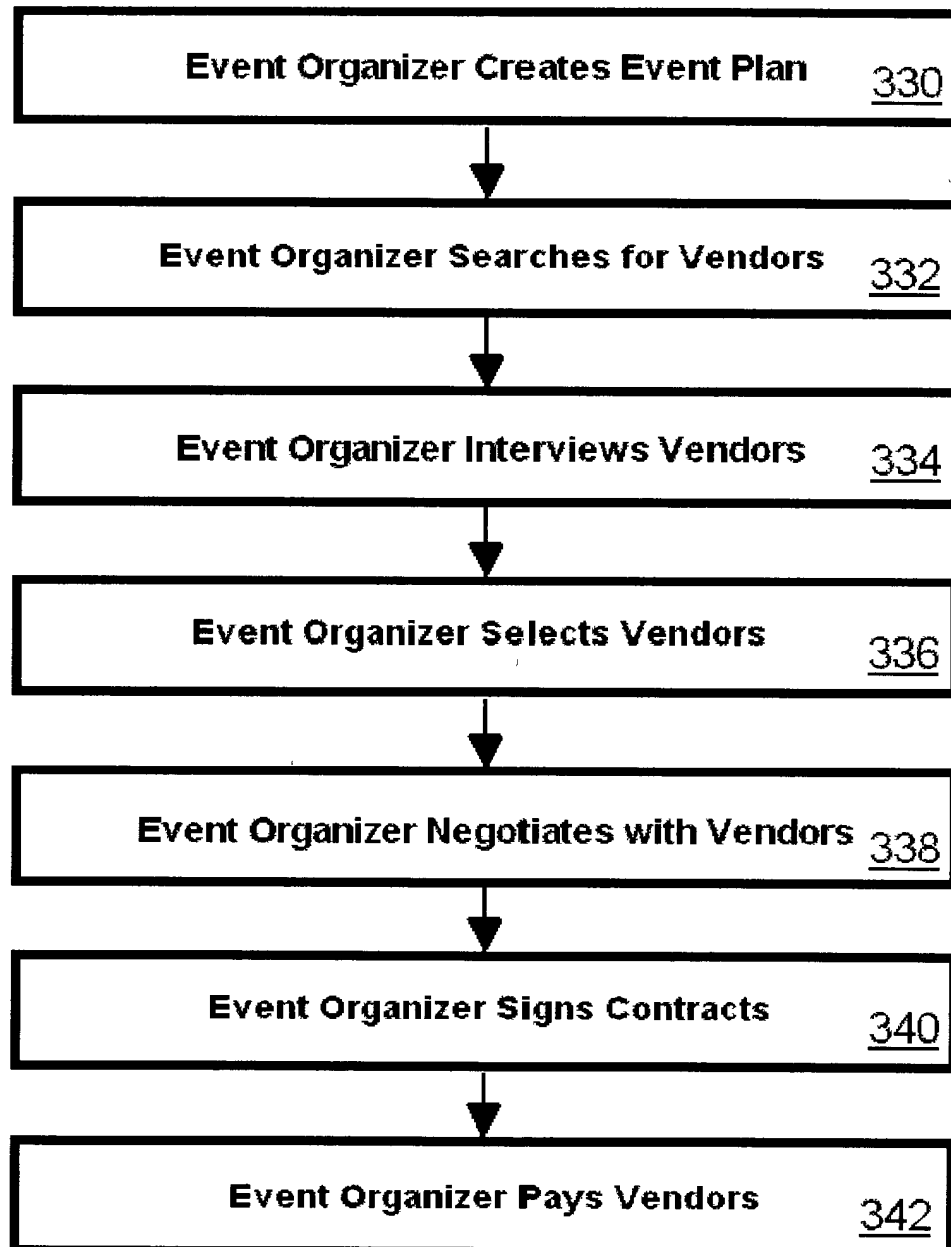 Event Organizer Creates Event Plan 330
Event Organizer Searches for Vendors 332
Event Organizer Interviews Vendors 334
Event Organizer Selects Vendors 336
Event Organizer Negotiates with Vendors 338
Event Organizer Signs Contracts 340
Event Organizer Pays Vendors 342